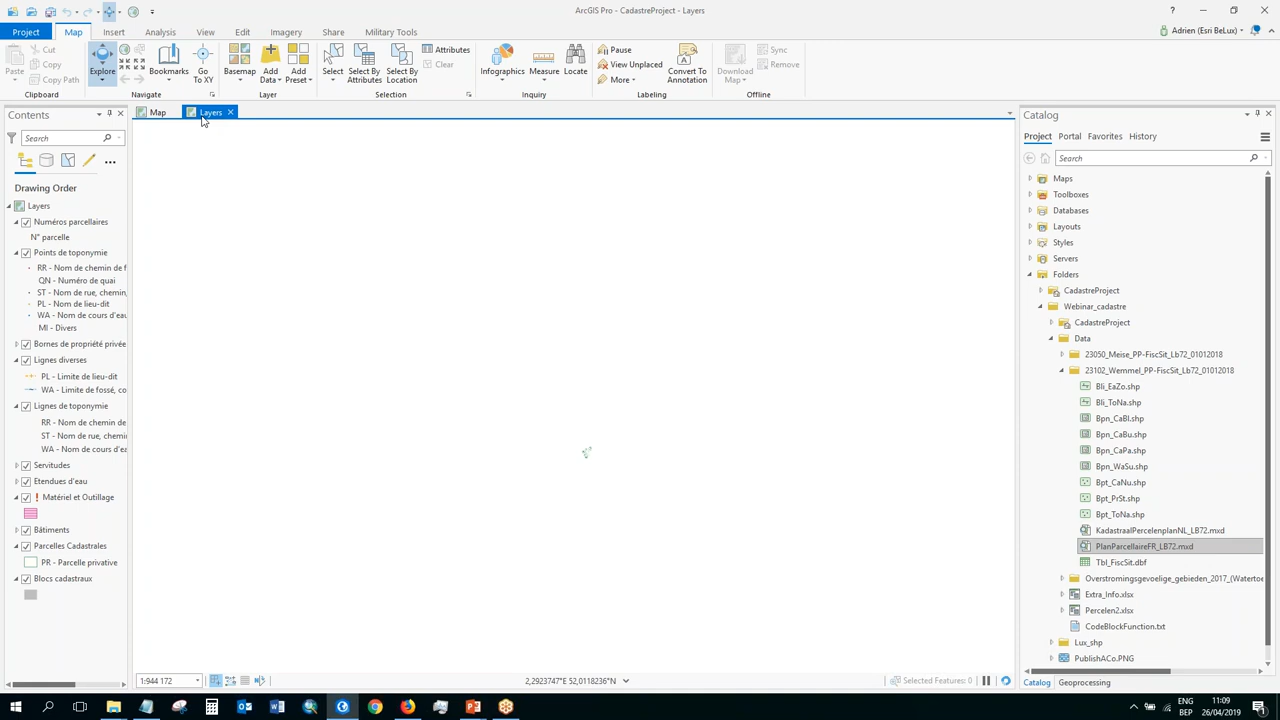 ArcGIS Pro - CadastreProject - Layers
?
Project
Map
Insert
Analysis
View
Edit
Imagery
Share
Military Tools
Adrien (Esri BeLux)
Paste
Cut
Copy
Copy Path
Clipboard
Explore
Bookmarks
Go To XY
Navigate
Basemap
Add Data
Add Preset
Layer
Select
Select By Attributes
Select By Location
Attributes
Clear
Selection
Infographics
Measure
Locate
Inquiry
Pause
View Unplaced
More
Convert To Annotation
Labeling
Download Map
Sync
Remove
Offline
Contents
Search
Drawing Order
Layers
Numéros parcellaires
N° parcelle
Points de toponymie
RR - Nom de chemin de f
QN - Numéro de quai
ST - Nom de rue, chemin,
PL - Nom de lieu-dit
WA - Nom de cours d'eau
MI - Divers
Bornes de propriété privée
Lignes diverses
PL - Limite de lieu-dit
WA - Limite de fossé, co
Lignes de toponymie
RR - Nom de chemin de
ST - Nom de rue, chemi
WA - Nom de cours d'ea
Servitudes
Etendues d'eau
! Matériel et Outillage
Bâtiments
Parcelles Cadastrales
PR - Parcelle privative
Blocs cadastraux
Map
Layers
1:944 172
2,2923747°E 52,0118236°N
Selected Features: 0
Catalog
Project
Portal
Favorites
History
Search
Maps
Toolboxes
Databases
Layouts
Styles
Servers
Folders
CadastreProject
Webinar_cadastre
CadastreProject
Data
23050_Meise_PP-FiscSit_Lb72_01012018
23102_Wemmel_PP-FiscSit_Lb72_01012018
Bli_EaZo.shp
Bli_ToNa.shp
Bpn_CaBl.shp
Bpn_CaBu.shp
Bpn_CaPa.shp
Bpn_WaSu.shp
Bpt_CaNu.shp
Bpt_PrSt.shp
Bpt_ToNa.shp
KadastraalPercelenplanNL_LB72.mxd
PlanParcellaireFR_LB72.mxd
Tbl_FiscSit.dbf
Overstromingsgevoelige_gebieden_2017_(Watertoe
Extra_Info.xlsx
Percelen2.xlsx
CodeBlockFunction.txt
Lux_shp
PublishACo.PNG
Catalog
Geoprocessing
ENG
BEP
11:09
26/04/2019